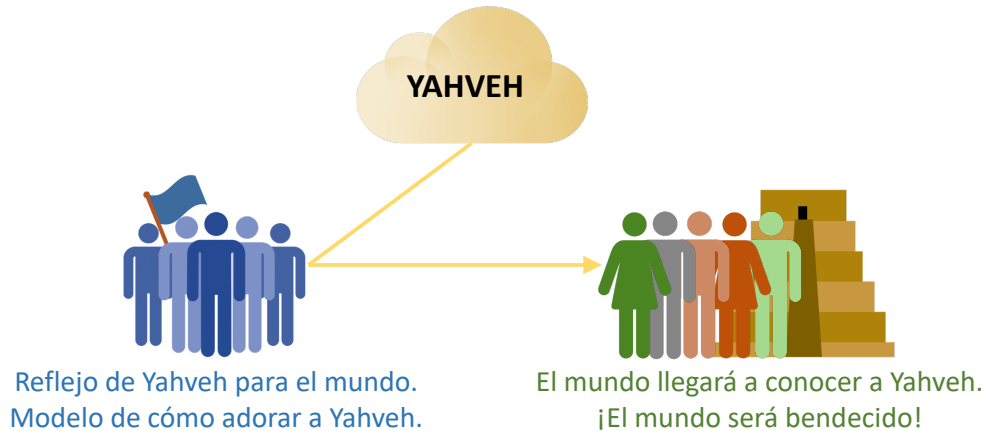 YAHVEH
Reflejo de Yahveh para el mundo.
Modelo de cómo adorar a Yahveh.
El mundo llegará a conocer a Yahveh.
¡El mundo será bendecido!